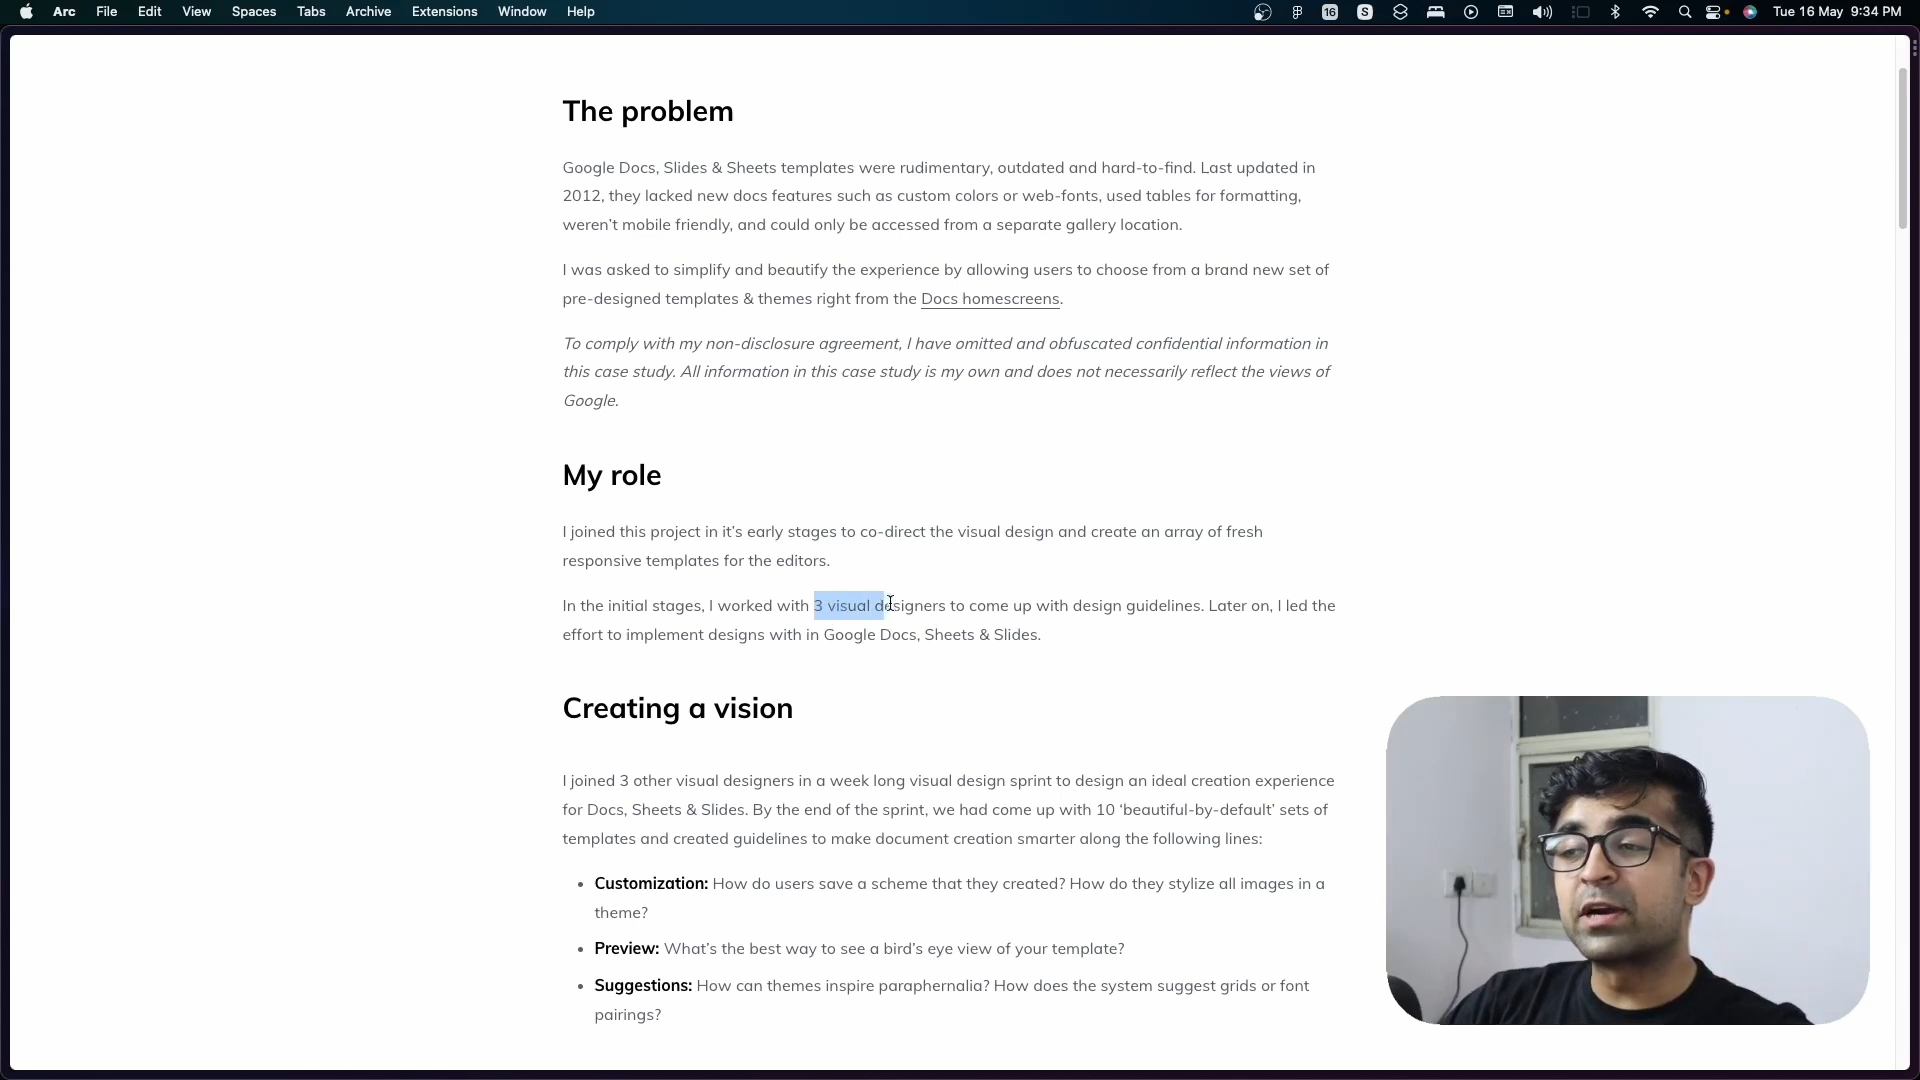 Arc File Edit View Spaces Tabs Archive Extensions Window Help 16 S Tue 16 May 9:34 PM
The problem
Google Docs, Slides & Sheets templates were rudimentary, outdated and hard-to-find. Last updated in
2012, they lacked new docs features such as custom colors or web-fonts, used tables for formatting,
weren't mobile friendly, and could only be accessed from a separate gallery location.
I was asked to simplify and beautify the experience by allowing users to choose from a brand new set of
pre-designed templates & themes right from the Docs homescreens.
To comply with my non-disclosure agreement, I have omitted and obfuscated confidential information in
this case study. All information in this case study is my own and does not necessarily reflect the views of
Google.
My role
I joined this project in it's early stages to co-direct the visual design and create an array of fresh
responsive templates for the editors.
In the initial stages, I worked with 3 visual designers to come up with design guidelines. Later on, I led the
effort to implement designs with in Google Docs, Sheets & Slides.
Creating a vision
I joined 3 other visual designers in a week long visual design sprint to design an ideal creation experience
for Docs, Sheets & Slides. By the end of the sprint, we had come up with 10 ‘beautiful-by-default’ sets of
templates and created guidelines to make document creation smarter along the following lines:
• Customization: How do users save a scheme that they created? How do they stylize all images in a
theme?
• Preview: What's the best way to see a bird's eye view of your template?
• Suggestions: How can themes inspire paraphernalia? How does the system suggest grids or font
pairings?